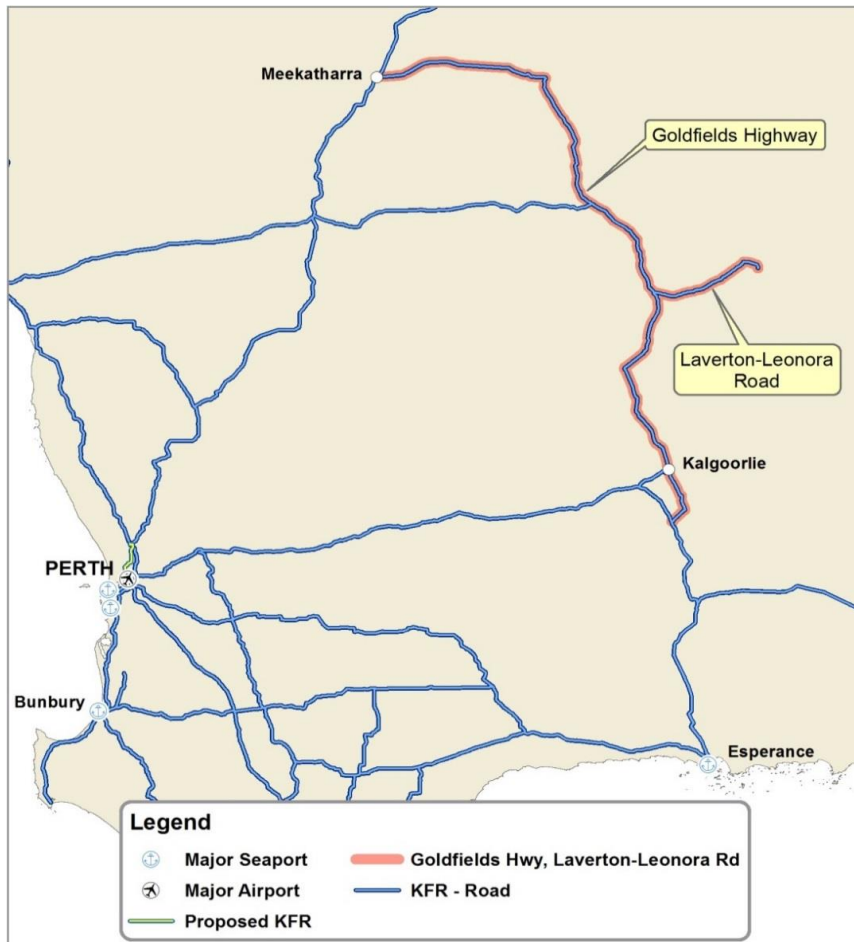 Meekatharra
Goldfields Highway
Laverton-Leonora
Road
Kalgoorlie
PERTH
Bunbury
Esperance
Legend
Major Seaport
Goldfields Hwy, Laverton-Leonora Rd
Major Airport
KFR - Road
Proposed KFR